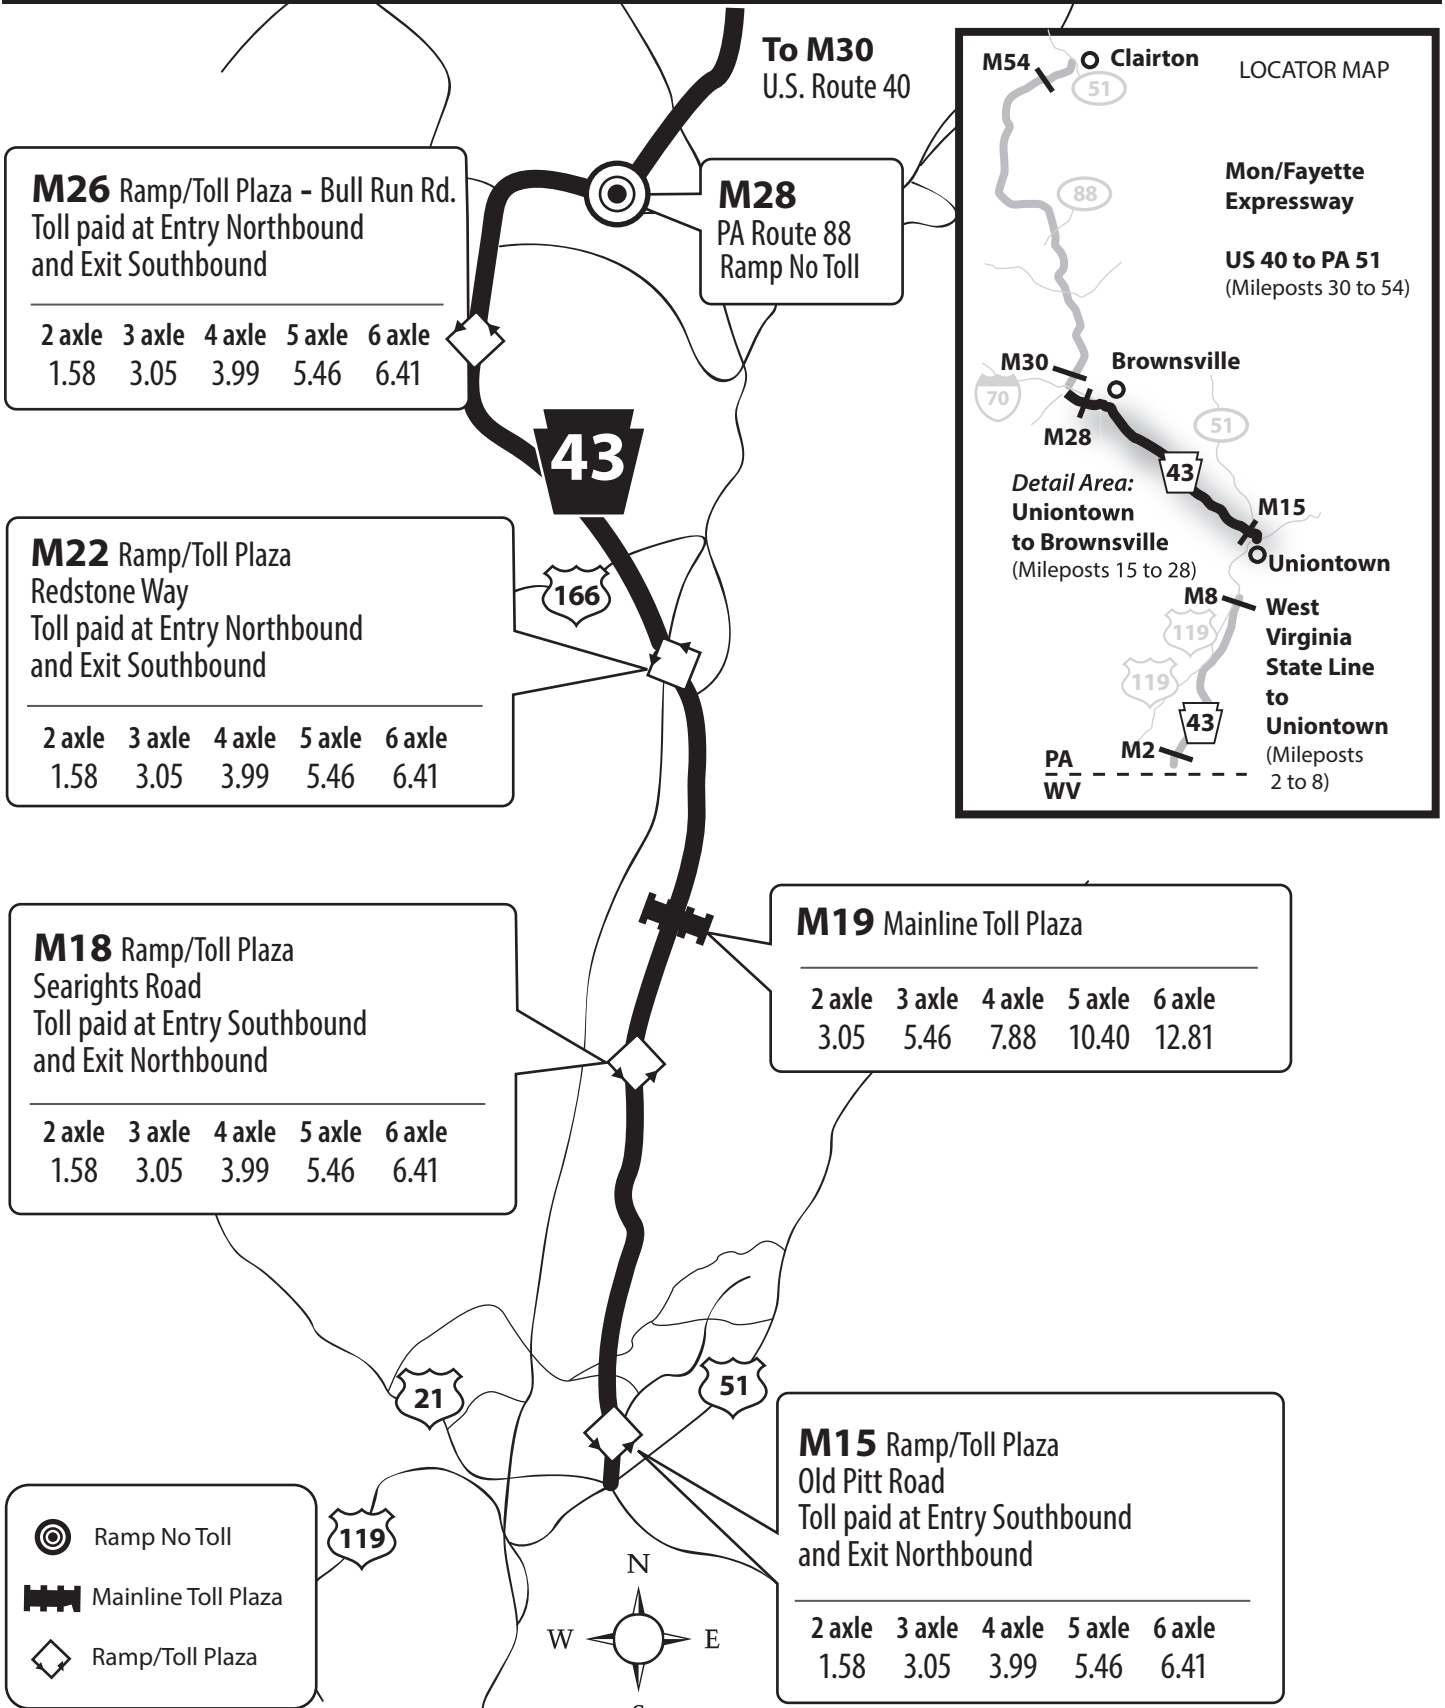 To M30
U.S. Route 40
M26 Ramp/Toll Plaza - Bull Run Rd.
Toll paid at Entry Northbound
and Exit Southbound
2 axle 3 axle 4 axle 5 axle 6 axle
1.58 3.05 3.99 5.46 6.41
M28
PA Route 88
Ramp No Toll
43
M22 Ramp/Toll Plaza
Redstone Way
Toll paid at Entry Northbound
and Exit Southbound
2 axle 3 axle 4 axle 5 axle 6 axle
1.58 3.05 3.99 5.46 6.41
166
LOCATOR MAP
M54
Clairton
51
Mon/Fayette
Expressway
88
US 40 to PA 51
(Mileposts 30 to 54)
M30
Brownsville
70
M28
51
43
Detail Area:
Uniontown
to Brownsville
(Mileposts 15 to 28)
M15
Uniontown
M8
119
119
West
Virginia
State Line
to
Uniontown
(Mileposts
2 to 8)
43
M2
PA
WV
M18 Ramp/Toll Plaza
Searights Road
Toll paid at Entry Southbound
and Exit Northbound
2 axle 3 axle 4 axle 5 axle 6 axle
1.58 3.05 3.99 5.46 6.41
M19 Mainline Toll Plaza
2 axle 3 axle 4 axle 5 axle 6 axle
3.05 5.46 7.88 10.40 12.81
21
51
119
M15 Ramp/Toll Plaza
Old Pitt Road
Toll paid at Entry Southbound
and Exit Northbound
2 axle 3 axle 4 axle 5 axle 6 axle
1.58 3.05 3.99 5.46 6.41
Ramp No Toll
Mainline Toll Plaza
Ramp/Toll Plaza
N
W E